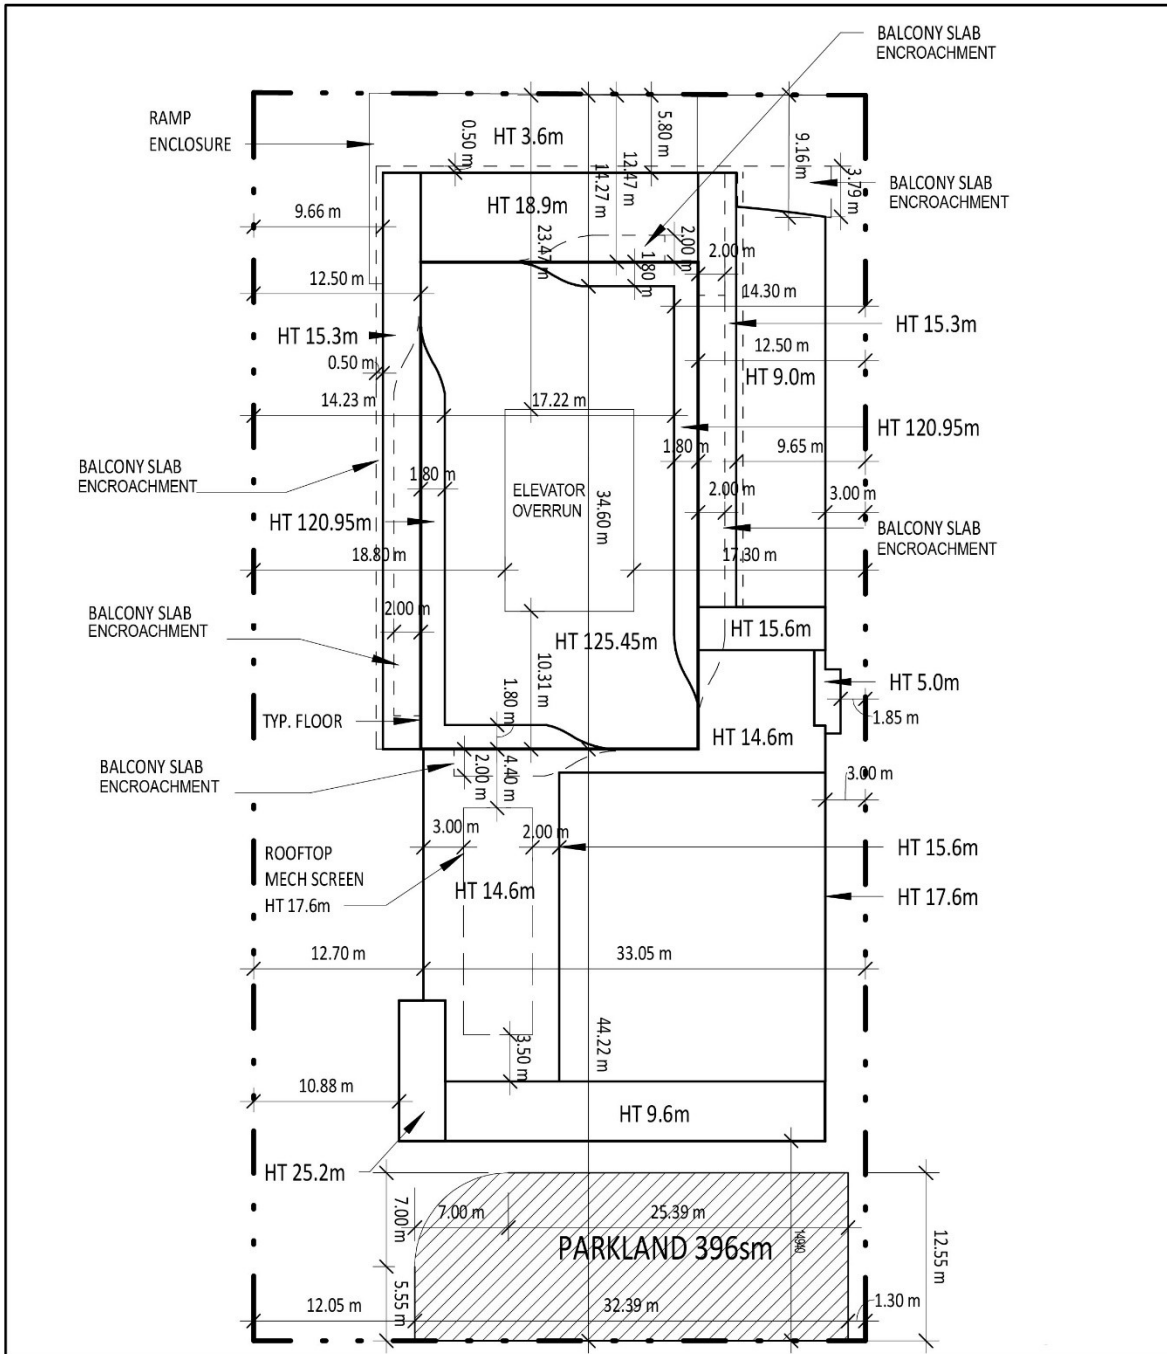 BALCONY SLAB
ENCROACHMENT
RAMP
ENCLOSURE
HT 3.6m
0.50 m
5.80 m
12.47 m
14.27 m
9.16 m
3.79 m
BALCONY SLAB
ENCROACHMENT
9.66 m
HT 18.9m
23.47 m
2.00 m
1.80 m
2.00 m
12.50 m
14.30 m
HT 15.3m
HT 15.3m
0.50 m
12.50 m
HT 9.0m
14.23 m
17.22 m
HT 120.95m
1.80 m
9.65 m
BALCONY SLAB
ENCROACHMENT
1.80 m
ELEVATOR
OVERRUN
34.60 m
2.00 m
3.00 m
HT 120.95m
BALCONY SLAB
ENCROACHMENT
18.80 m
17.30 m
BALCONY SLAB
ENCROACHMENT
2.00 m
HT 125.45m
HT 15.6m
10.31 m
HT 5.0m
1.80 m
1.85 m
TYP. FLOOR
HT 14.6m
BALCONY SLAB
ENCROACHMENT
2.00 m
4.40 m
3.00 m
3.00 m
2.00 m
HT 15.6m
ROOFTOP
MECH SCREEN
HT 17.6m
HT 14.6m
HT 17.6m
12.70 m
33.05 m
3.50 m
44.22 m
10.88 m
HT 9.6m
HT 25.2m
7.00 m
7.00 m
25.39 m
PARKLAND 396sm
14940
12.55 m
5.55 m
12.05 m
32.39 m
1.30 m